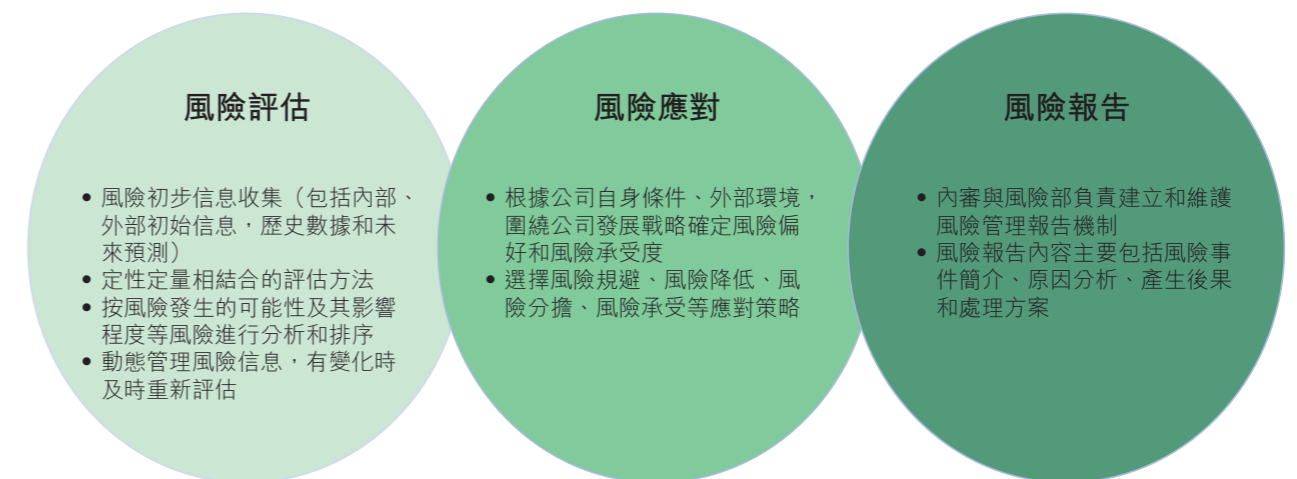 風險評估
• 風險初步信息收集（包括內部、
外部初始信息，歷史數據和未
來預測）
• 定性定量相結合的評估方法
• 按風險發生的可能性及其影響
程度等風險進行分析和排序
• 動態管理風險信息，有變化時
及時重新評估
風險應對
• 根據公司自身條件、外部環境，
圍繞公司發展戰略確定風險偏
好和風險承受度
• 選擇風險規避、風險降低、風
險分擔、風險承受等應對策略
風險報告
• 內審與風險部負責建立和維護
風險管理報告機制
• 風險報告內容主要包括風險事
件簡介、原因分析、產生後果
和處理方案